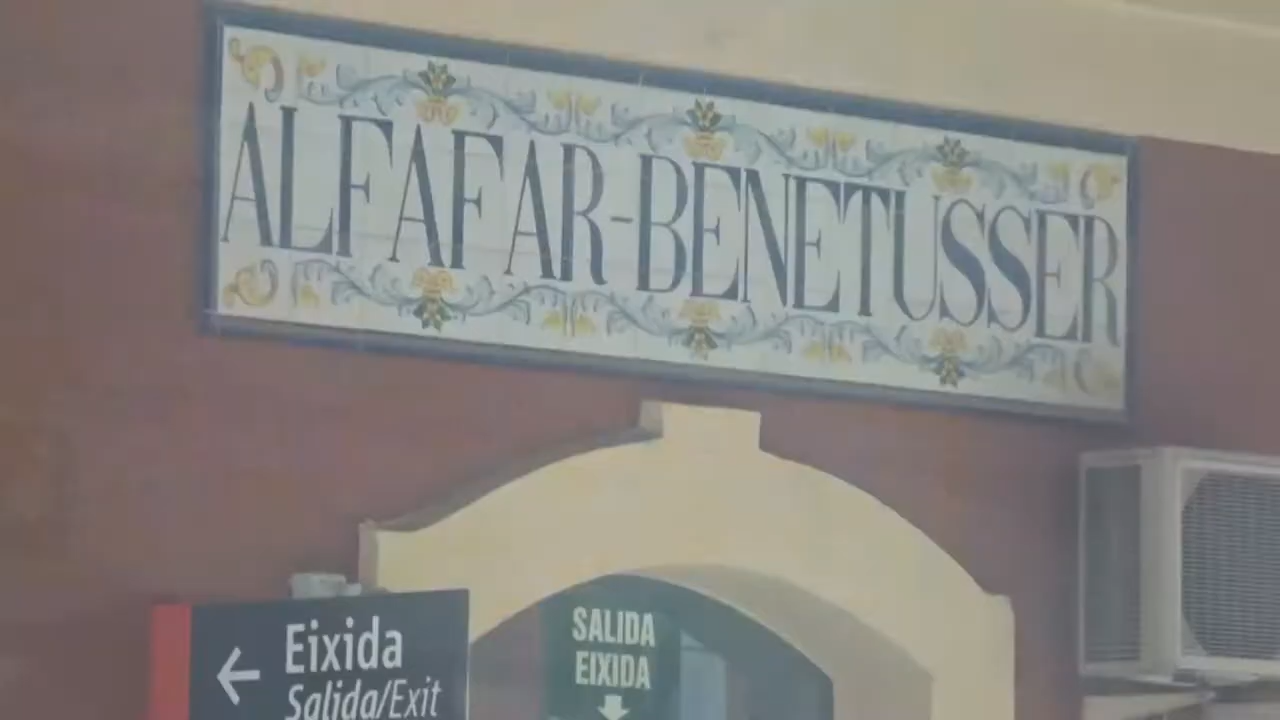 ALFAFAR-BENETUSSER
SALIDA
EIXIDA
Eixida
Salida/Exit